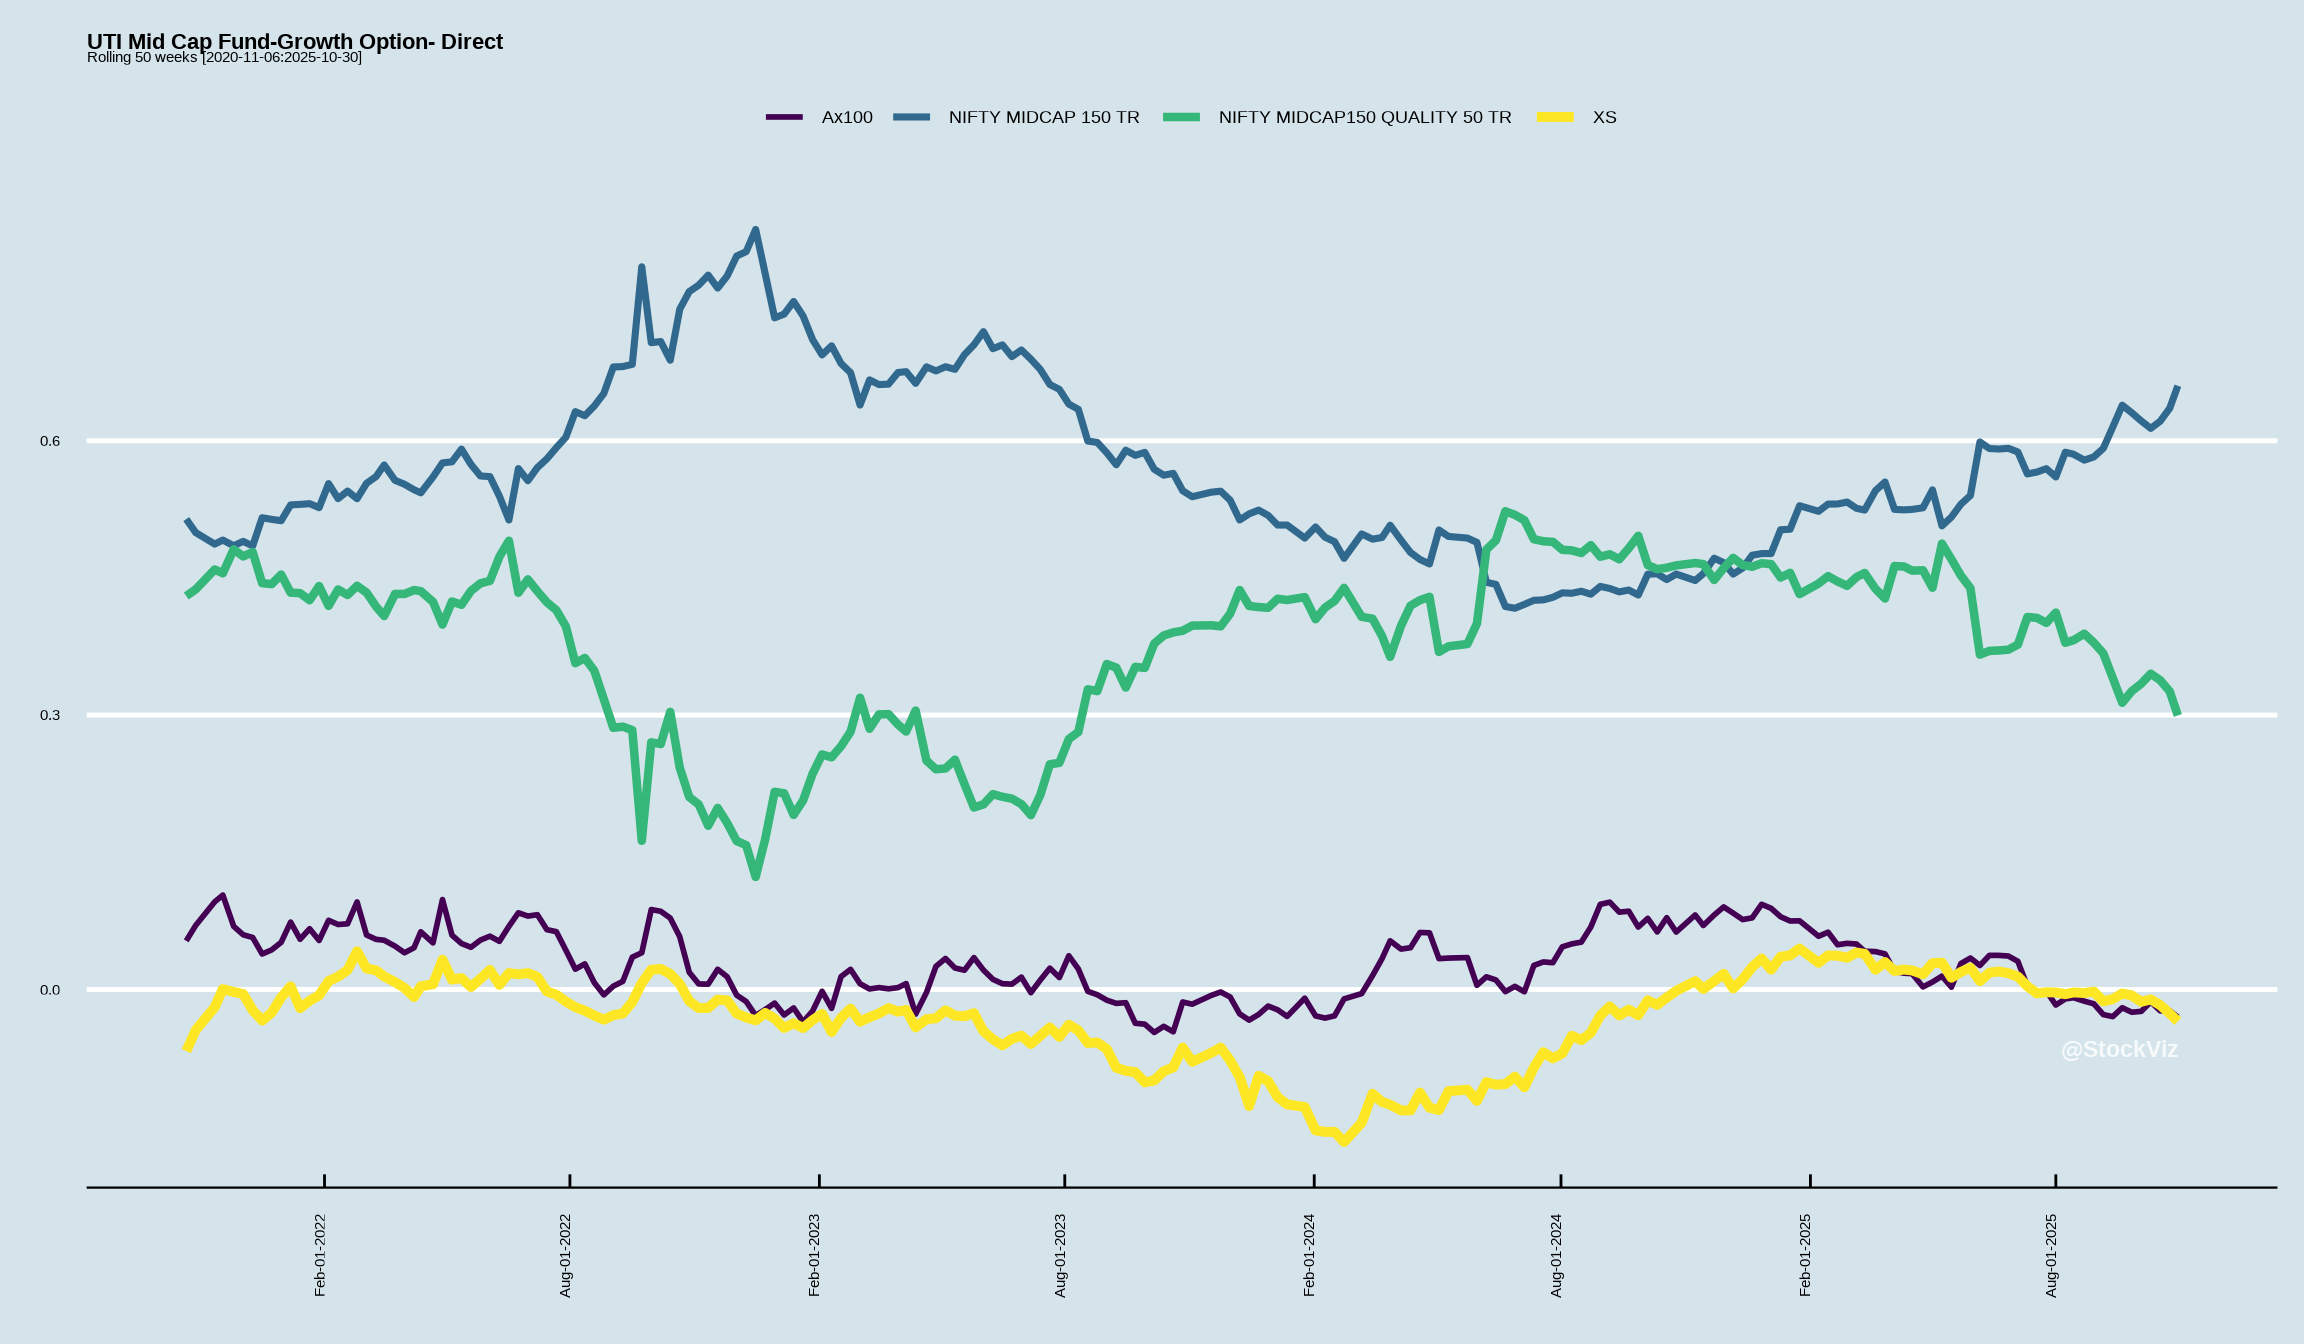 UTI Mid Cap Fund-Growth Option- Direct
Rolling 50 weeks [2020-11-06:2025-10-30]
Ax100 NIFTY MIDCAP 150 TR NIFTY MIDCAP150 QUALITY 50 TR XS
0.6
0.3
0.0
@StockViz
Feb-01-2022 Aug-01-2022 Feb-01-2023 Aug-01-2023 Feb-01-2024 Aug-01-2024 Feb-01-2025 Aug-01-2025